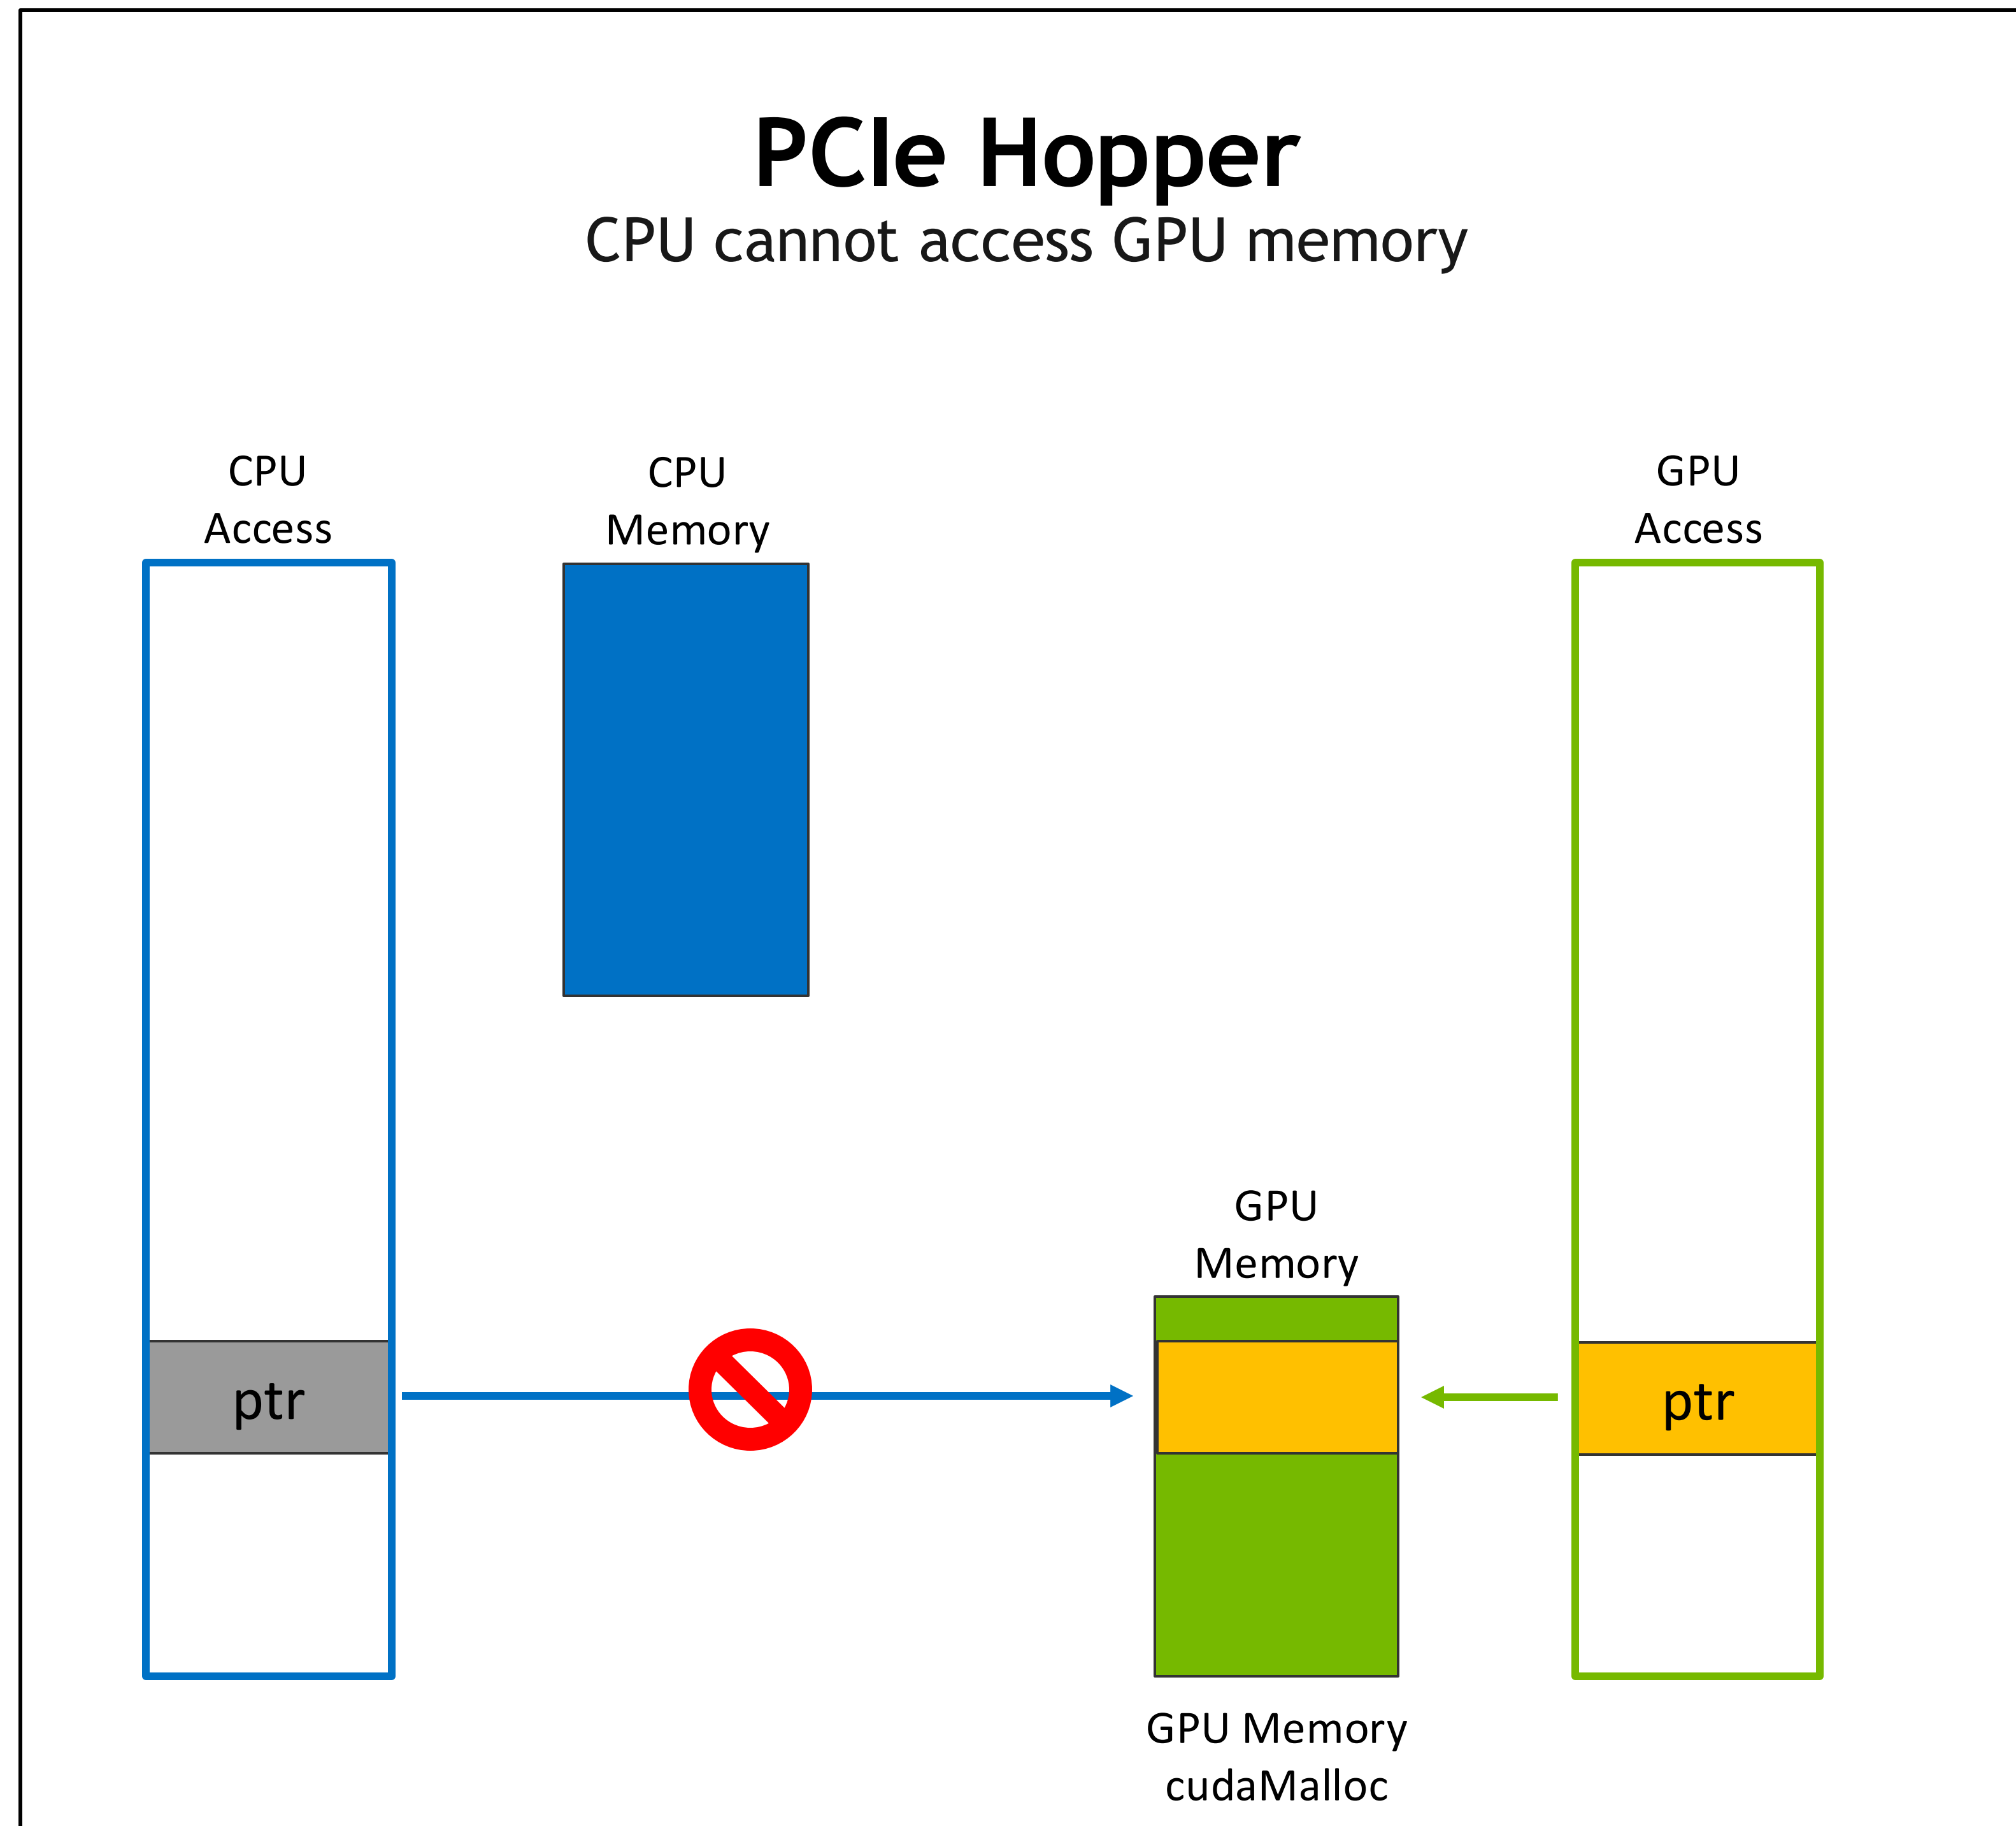 PCIe Hopper
CPU cannot access GPU memory
CPU
Access
CPU
Memory
GPU
Access
GPU
Memory
ptr
ptr
GPU Memory
cudaMalloc